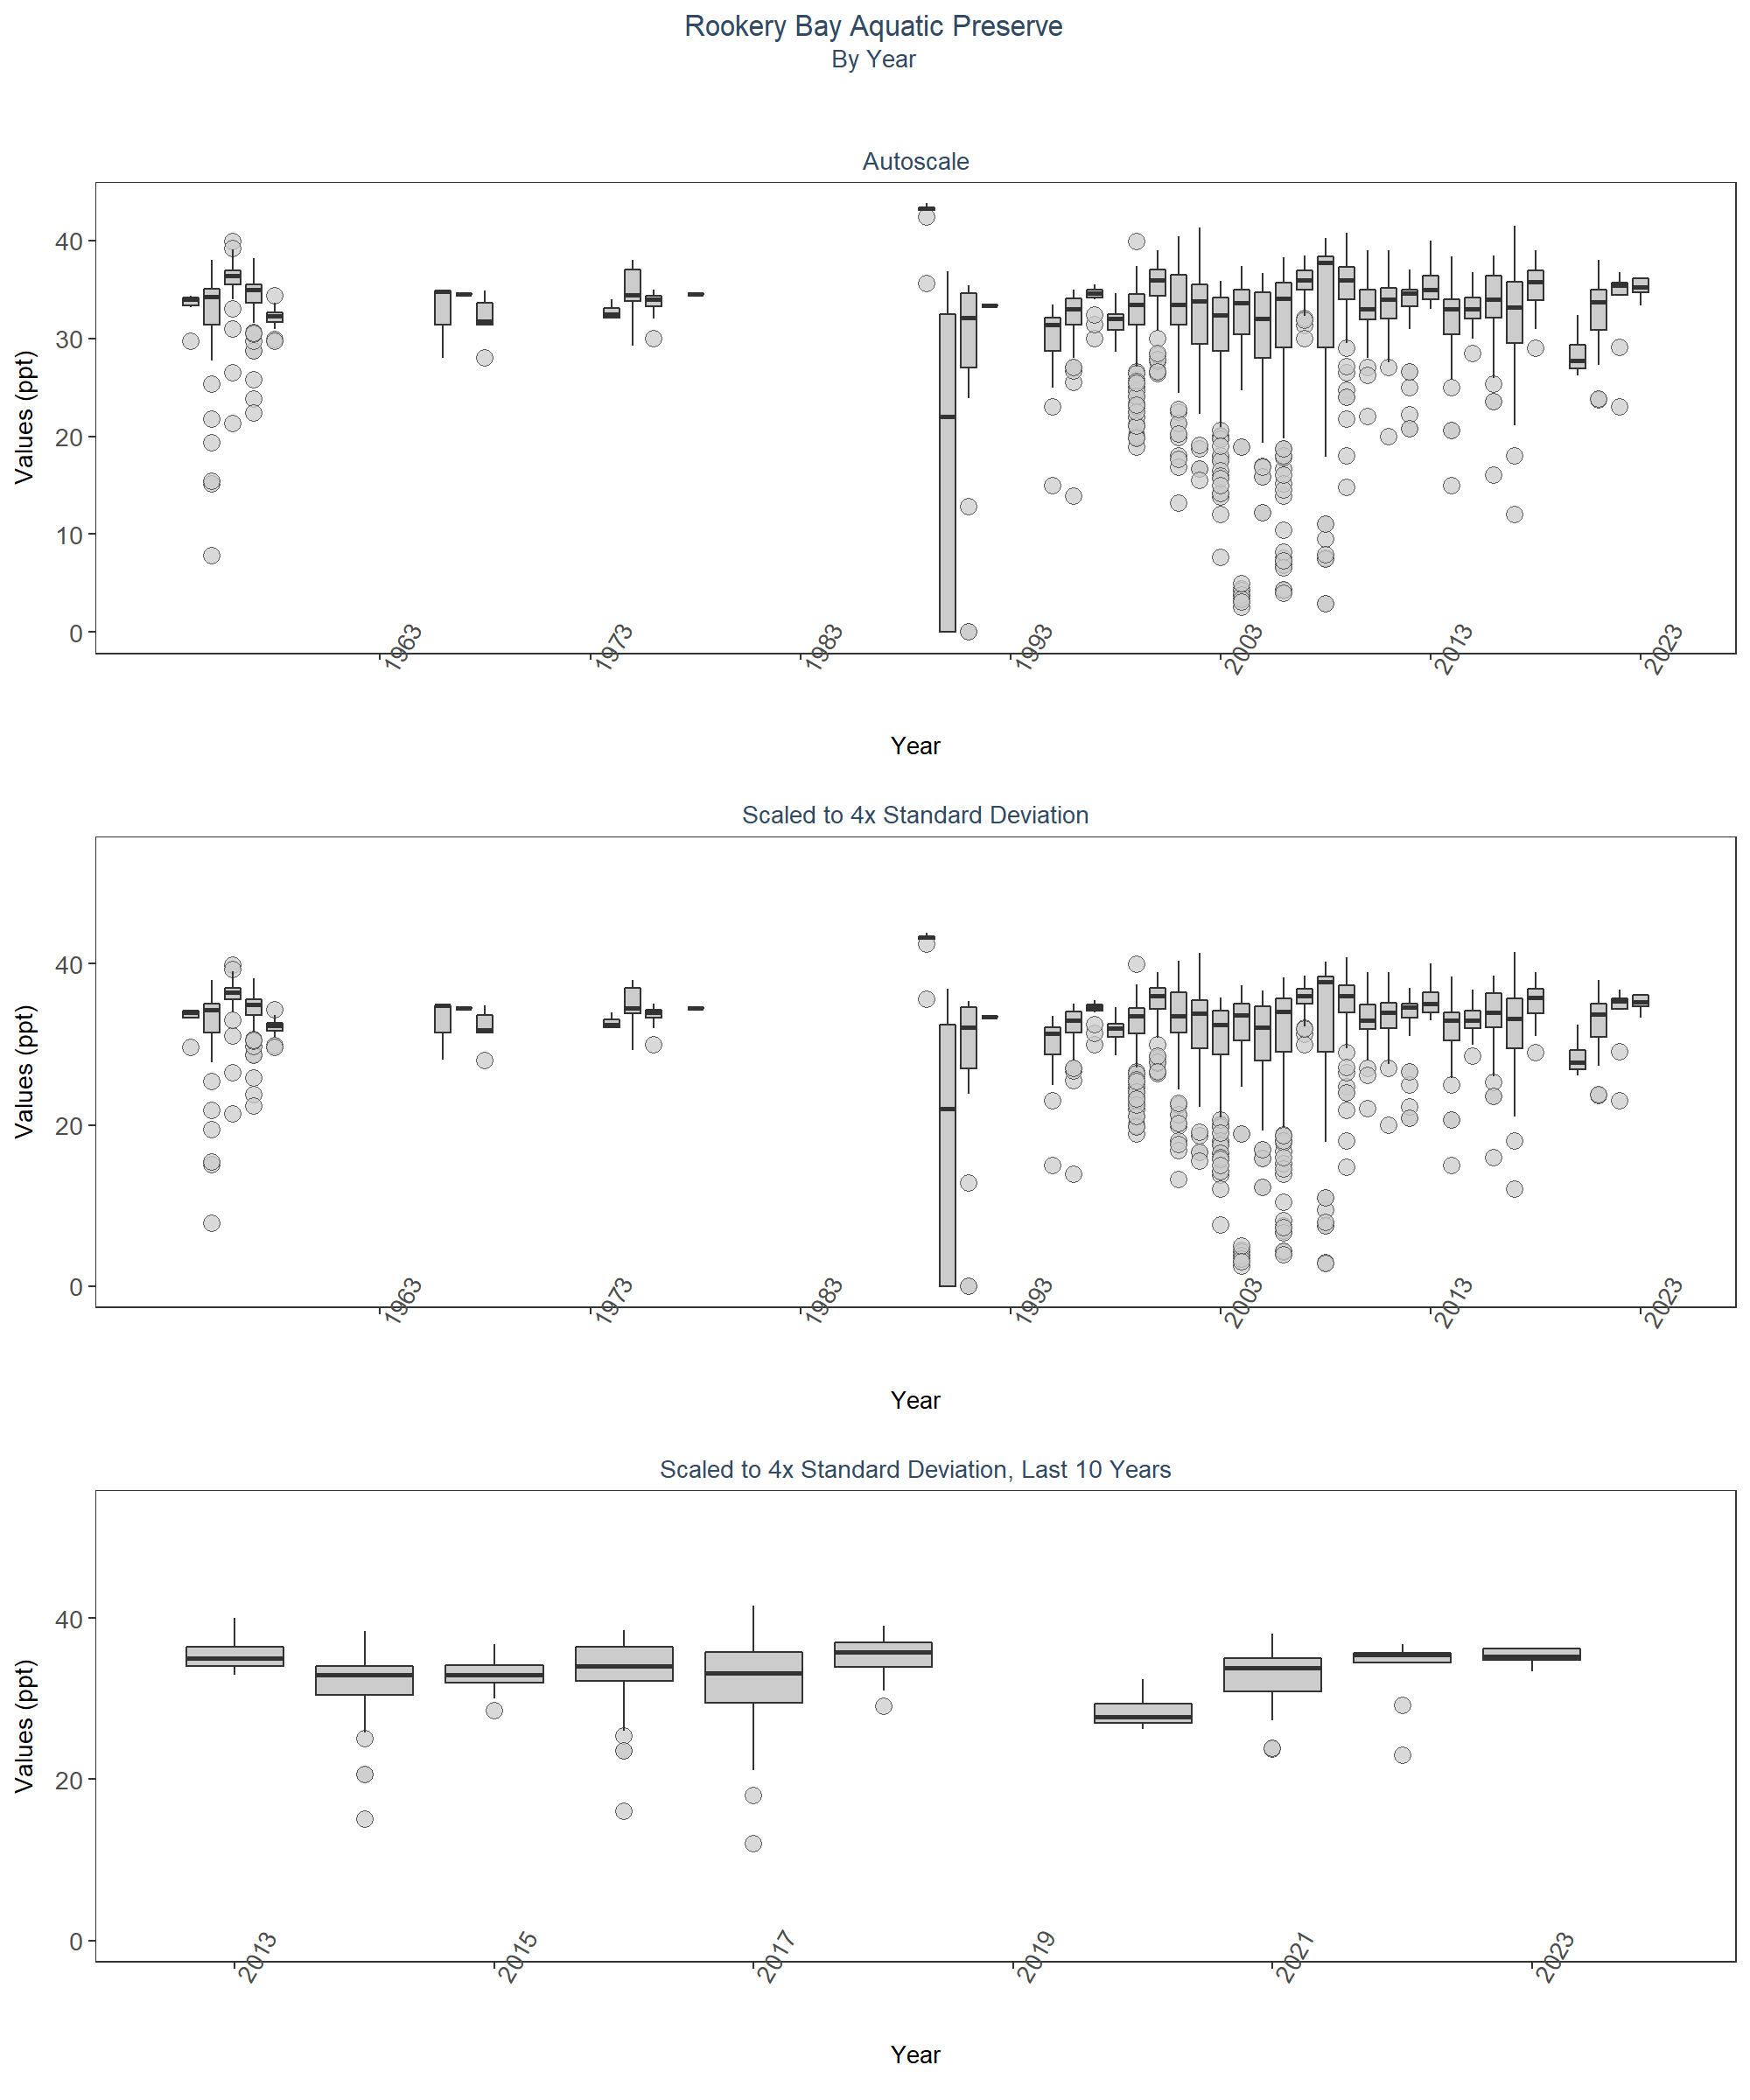 Rookery Bay Aquatic Preserve
By Year
Autoscale
Values (ppt)
40
30
20
10
0
1963 1973 1983 1993 2003 2013 2023
Year
Scaled to 4x Standard Deviation
Values (ppt)
40
20
0
1963 1973 1983 1993 2003 2013 2023
Year
Scaled to 4x Standard Deviation, Last 10 Years
Values (ppt)
40
20
0
2013 2015 2017 2019 2021 2023
Year